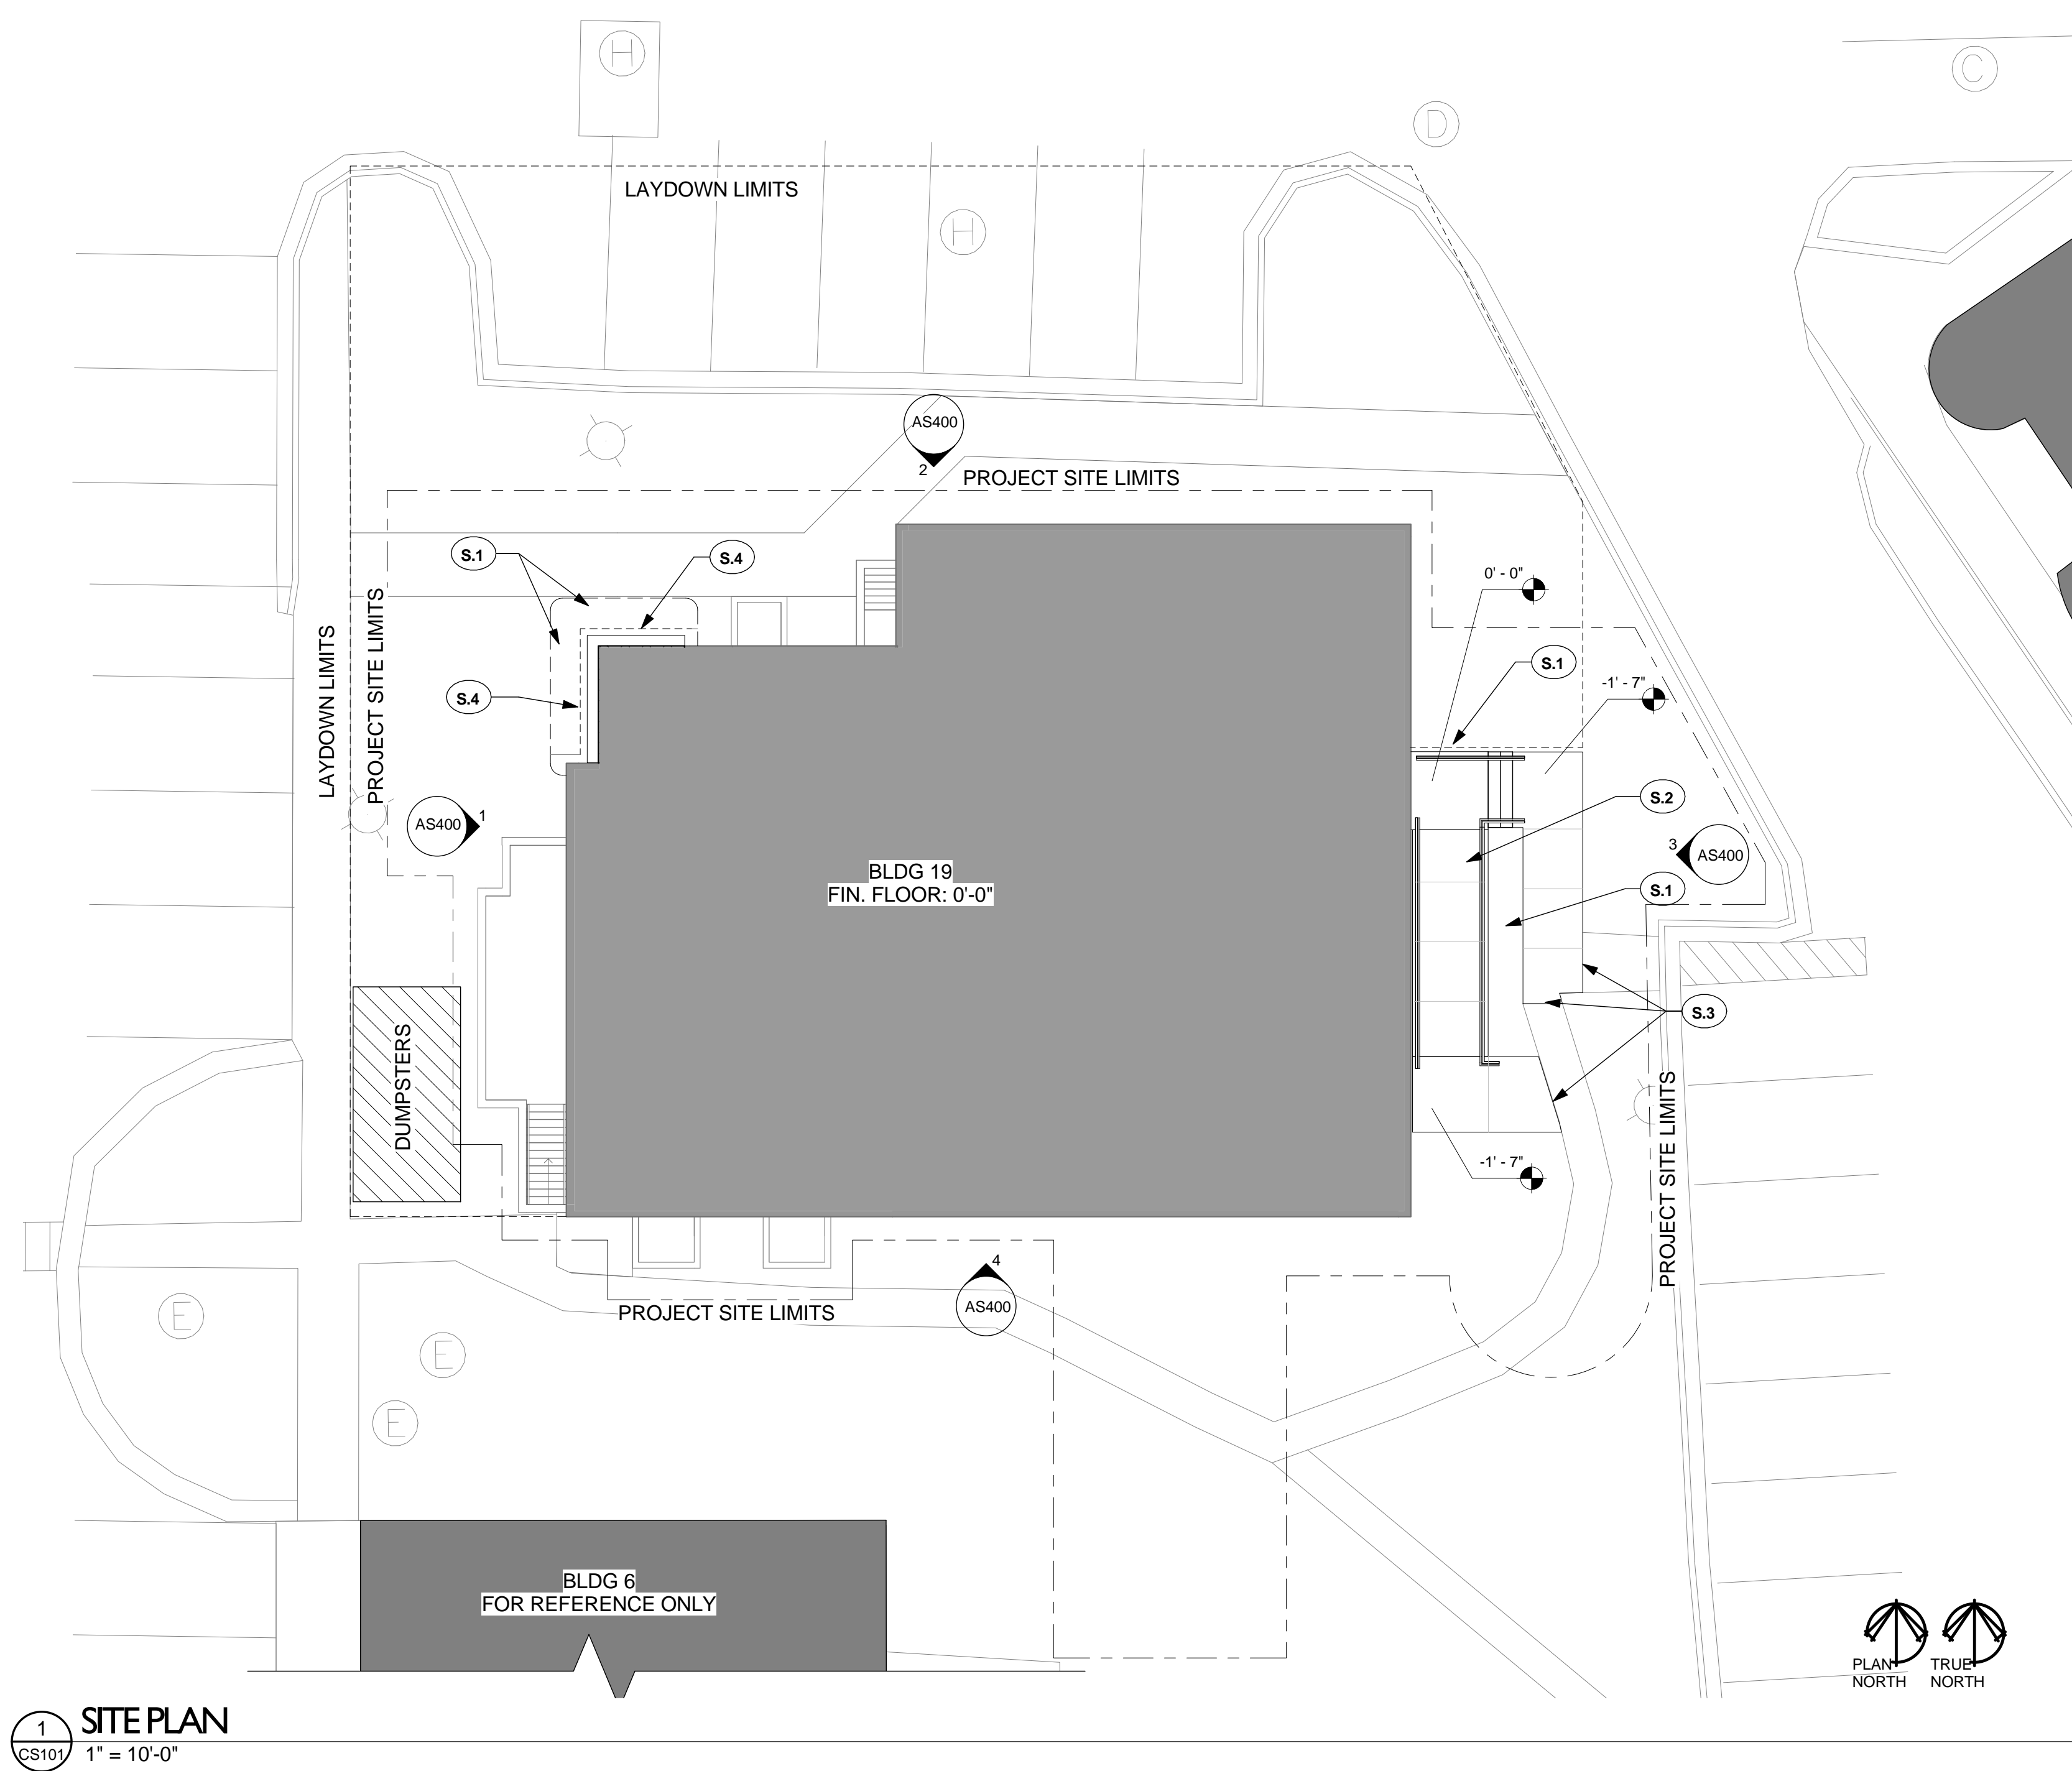 H
C
D
LAYDOWN LIMITS
H
AS400
2
PROJECT SITE LIMITS
S.1
S.4
0' - 0"
LAYDOWN LIMITS
PROJECT SITE LIMITS
S.1
-1' - 7"
S.4
S.2
AS400
1
3
AS400
BLDG 19
FIN. FLOOR: 0'-0"
S.1
S.3
DUMPSTERS
PROJECT SITE LIMITS
-1' - 7"
4
AS400
PROJECT SITE LIMITS
E
E
E
BLDG 6
FOR REFERENCE ONLY
PLAN
NORTH
TRUE
NORTH
1
CS101
SITE PLAN
1" = 10'-0"